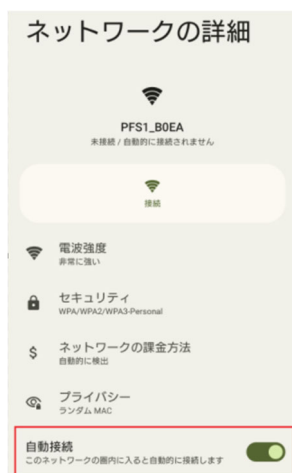 ネットワークの詳細
PFS1_B0EA
未接続 / 自動的に接続されません
接続
電波強度
非常に強い
セキュリティ
WPA/WPA2/WPA3-Personal
ネットワークの課金方法
自動的に検出
プライバシー
ランダム MAC
自動接続
このネットワークの圏内に入ると自動的に接続します